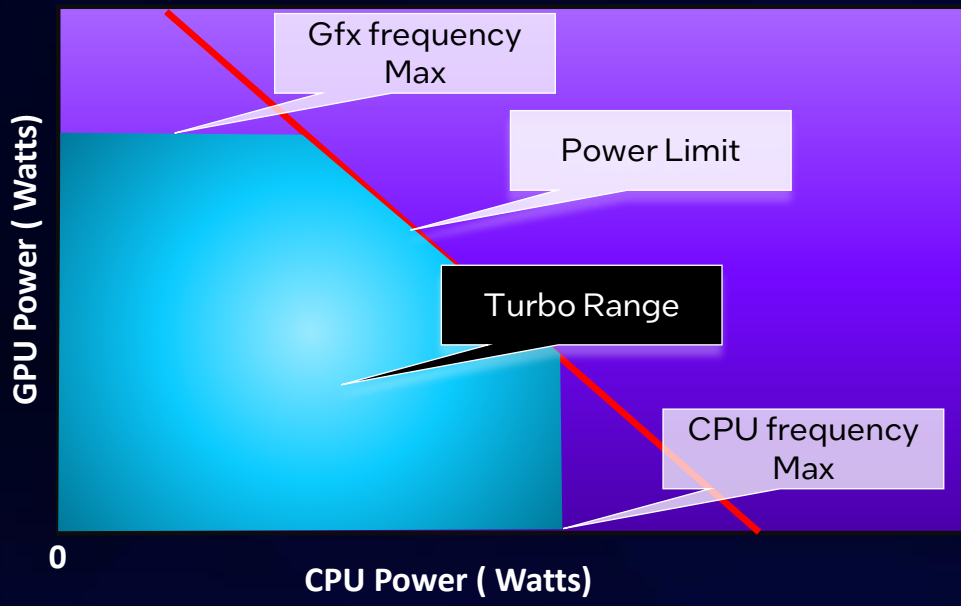 Gfx frequency
Max
Power Limit
Turbo Range
CPU frequency
Max
GPU Power ( Watts)
0
CPU Power ( Watts)